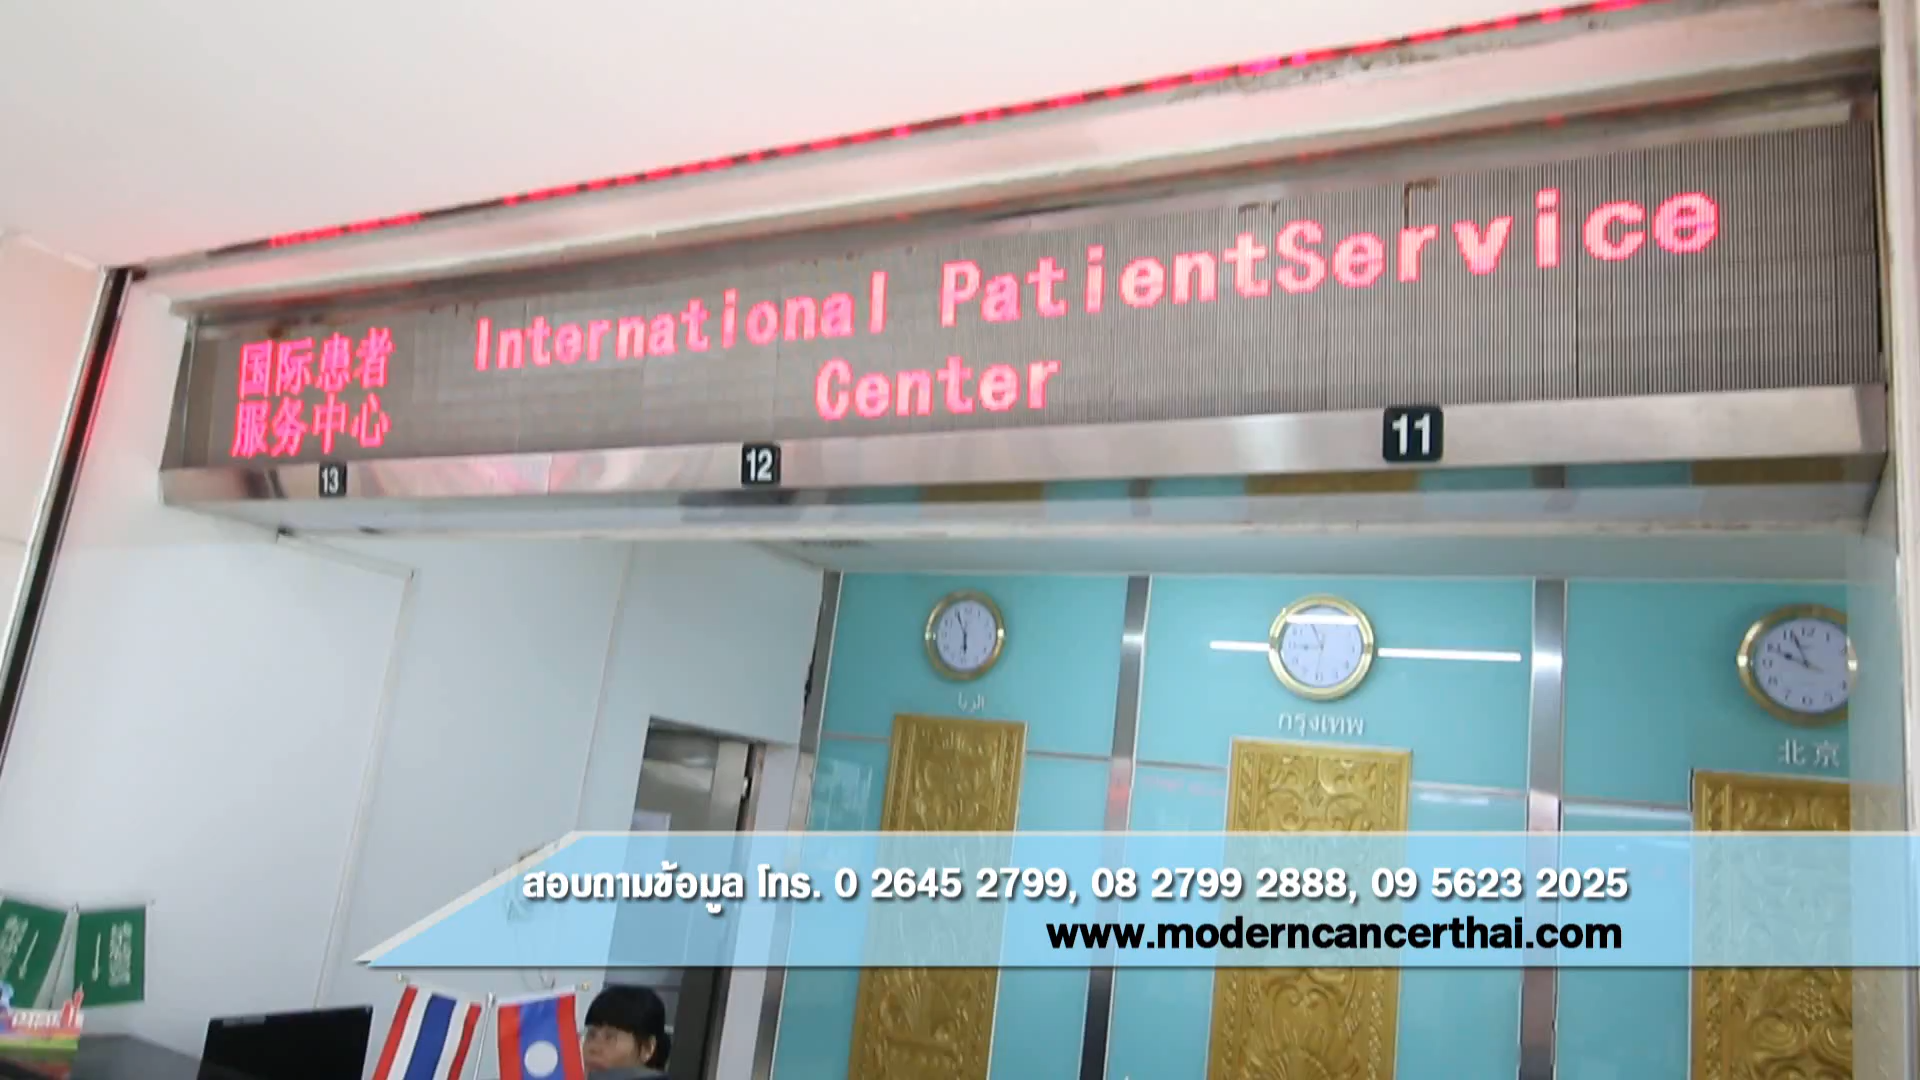 国际患者
服务中心
International PatientService
Center
13
12
11
กรุงเทพ
北京
สอบถามข้อมูล โทร. 0 2645 2799, 08 2799 2888, 09 5623 2025
www.moderncancerthai.com